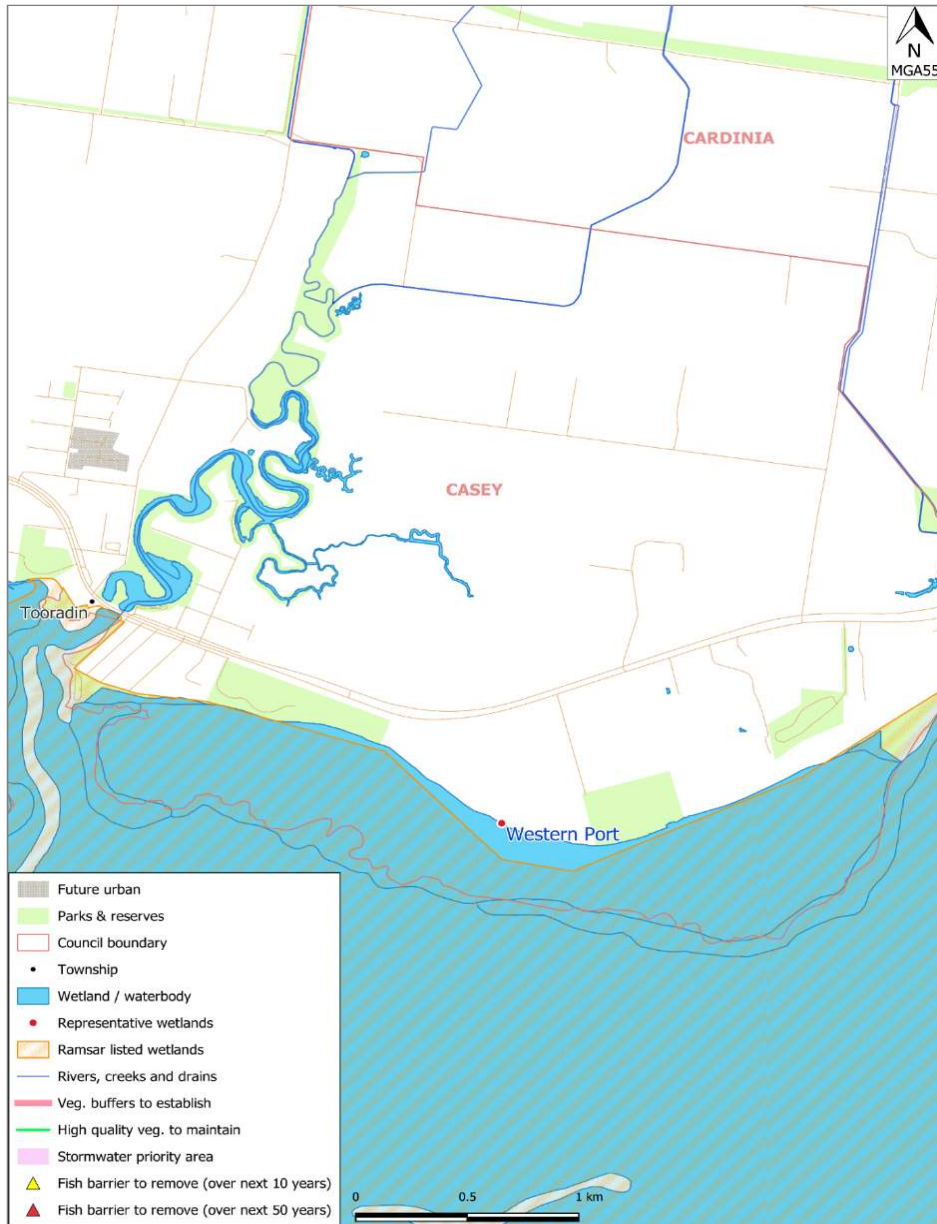 N
MGA55
CARDINIA
CASEY
Tooradin
Western Port
Future urban
Parks & reserves
Council boundary
Township
Wetland / waterbody
Representative wetlands
Ramsar listed wetlands
Rivers, creeks and drains
Veg. buffers to establish
High quality veg. to maintain
Stormwater priority area
Fish barrier to remove (over next 10 years)
Fish barrier to remove (over next 50 years)
0 0.5 1 km